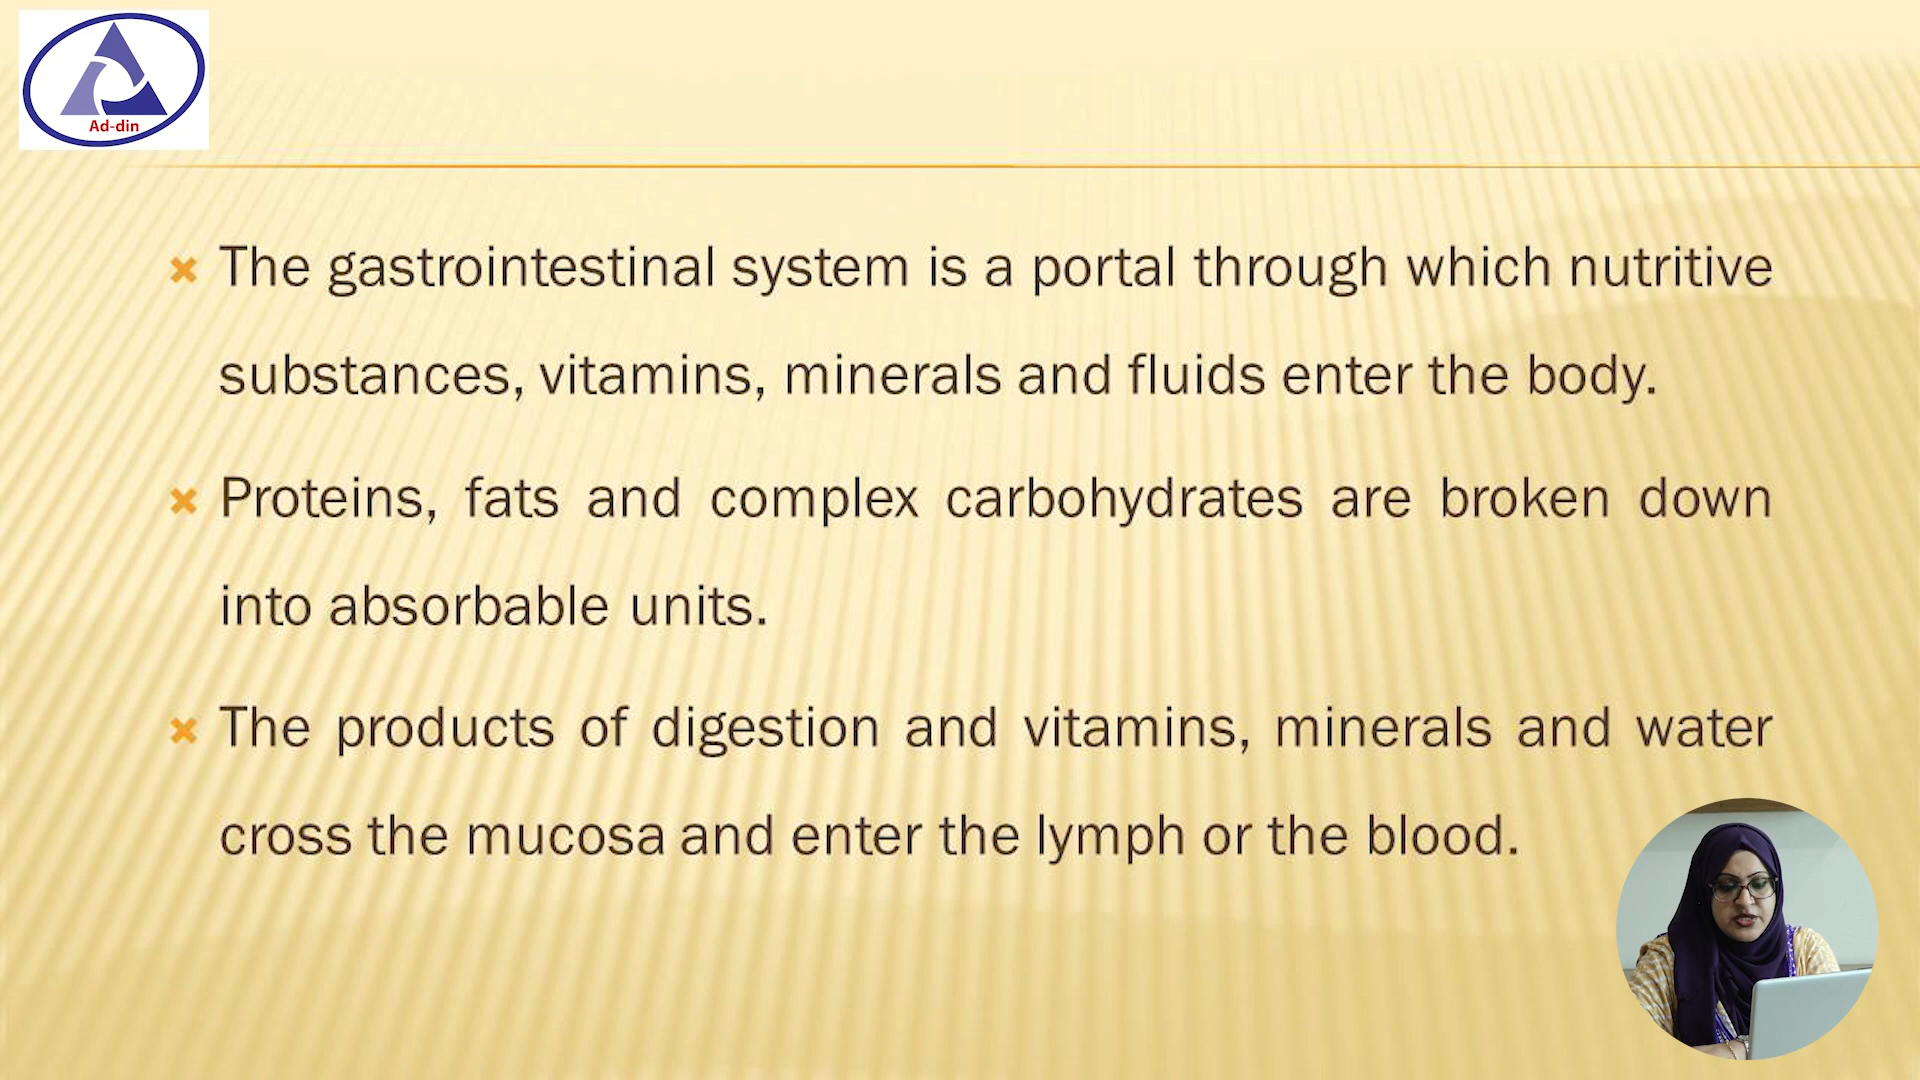 Ad-din
The gastrointestinal system is a portal through which nutritive
substances, vitamins, minerals and fluids enter the body.
Proteins, fats and complex carbohydrates are broken down
into absorbable units.
The products of digestion and vitamins, minerals and water
cross the mucosa and enter the lymph or the blood.